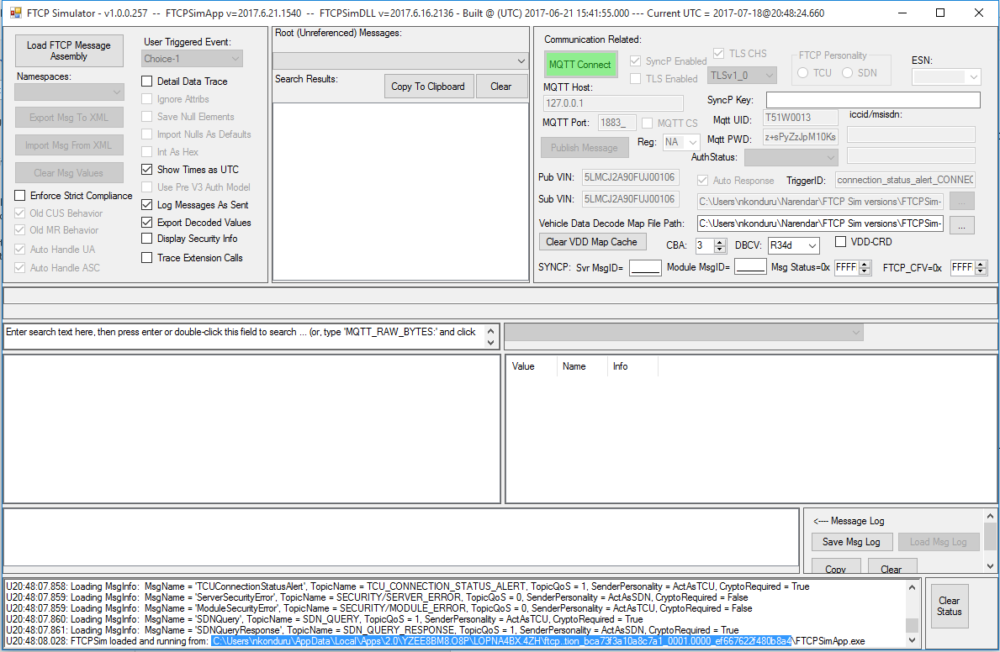 FTCP Simulator - v1.0.0.257 -- FTCPSimApp v=2017.6.21.1540 -- FTCPSimDLL v=2017.6.16.2136 - Built @ (UTC) 2017-06-21 15:41:55.000 --- Current UTC = 2017-07-18@20:48:24.660
Load FTCP Message
Assembly
Namespaces:
Export Msg To XML
Import Msg From XML
Clear Msg Values
Enforce Strict Compliance
Old CUS Behavior
Old MR Behavior
Auto Handle UA
Auto Handle ASC
User Triggered Event:
Choice-1
Detail Data Trace
Ignore Attribs
Save Null Elements
Import Nulls As Defaults
Int As Hex
Show Times as UTC
Use Pre V3 Auth Model
Log Messages As Sent
Export Decoded Values
Display Security Info
Trace Extension Calls
Root (Unreferenced) Messages:
Search Results:
Copy To Clipboard
Clear
Communication Related:
MQTT Connect
SyncP Enabled
TLS Enabled
TLS CHS
TLSv1_0
FTCP Personality
TCU
SDN
ESN:
MQTT Host:
127.0.0.1
SyncP Key:
MQTT Port:
1883_
MQTT CS
Mqtt UID:
T51W0013
iccid/msisdn:
Publish Message
Reg:
NA
Mqtt PWD:
z+sPyZzJpM10Ks
AuthStatus:
Pub VIN:
5LMCJ2A90FUJ00106
Auto Response
TriggerID:
connection_status_alert_CONNEC
Sub VIN:
5LMCJ2A90FUJ00106
C:\Users\nkonduru\Narendar\FTCP Sim versions\FTCPSim-
...
Vehicle Data Decode Map File Path:
C:\Users\nkonduru\Narendar\FTCP Sim versions\FTCPSim-
...
Clear VDD Map Cache
CBA:
3
DBCV:
R34d
VDD-CRD
SYNCP:
Svr MsgID=
Module MsgID=
Msg Status=0x
FFFF
FTCP_CFV=0x
FFFF
Enter search text here, then press enter or double-click this field to search ... (or, type 'MQTT_RAW_BYTES:' and click
Value
Name
Info
<---- Message Log
Save Msg Log
Load Msg Log
Copy
Clear
U20:48:07.858: Loading MsgInfo: MsgName = 'TCUConnectionStatusAlert', TopicName = TCU_CONNECTION_STATUS_ALERT, TopicQoS = 1, SenderPersonality = ActAsTCU, CryptoRequired = True
U20:48:07.859: Loading MsgInfo: MsgName = 'ServerSecurityError', TopicName = SECURITY/SERVER_ERROR, TopicQoS = 0, SenderPersonality = ActAsSDN, CryptoRequired = False
U20:48:07.859: Loading MsgInfo: MsgName = 'ModuleSecurityError', TopicName = SECURITY/MODULE_ERROR, TopicQoS = 0, SenderPersonality = ActAsTCU, CryptoRequired = False
U20:48:07.860: Loading MsgInfo: MsgName = 'SDNQuery', TopicName = SDN_QUERY, TopicQoS = 1, SenderPersonality = ActAsTCU, CryptoRequired = True
U20:48:07.861: Loading MsgInfo: MsgName = 'SDNQueryResponse', TopicName = SDN_QUERY_RESPONSE, TopicQoS = 1, SenderPersonality = ActAsSDN, CryptoRequired = True
U20:48:08.028: FTCPSim loaded and running from: C:\Users\nkonduru\AppData\Local\Apps\2.0\YZEE8BM8.O8P\LOPNA4BX.4ZH\ftcp..tion_bca73f3a10a8c7a1_0001.0000_ef667622f480b8a4\FTCPSimApp.exe
Clear
Status